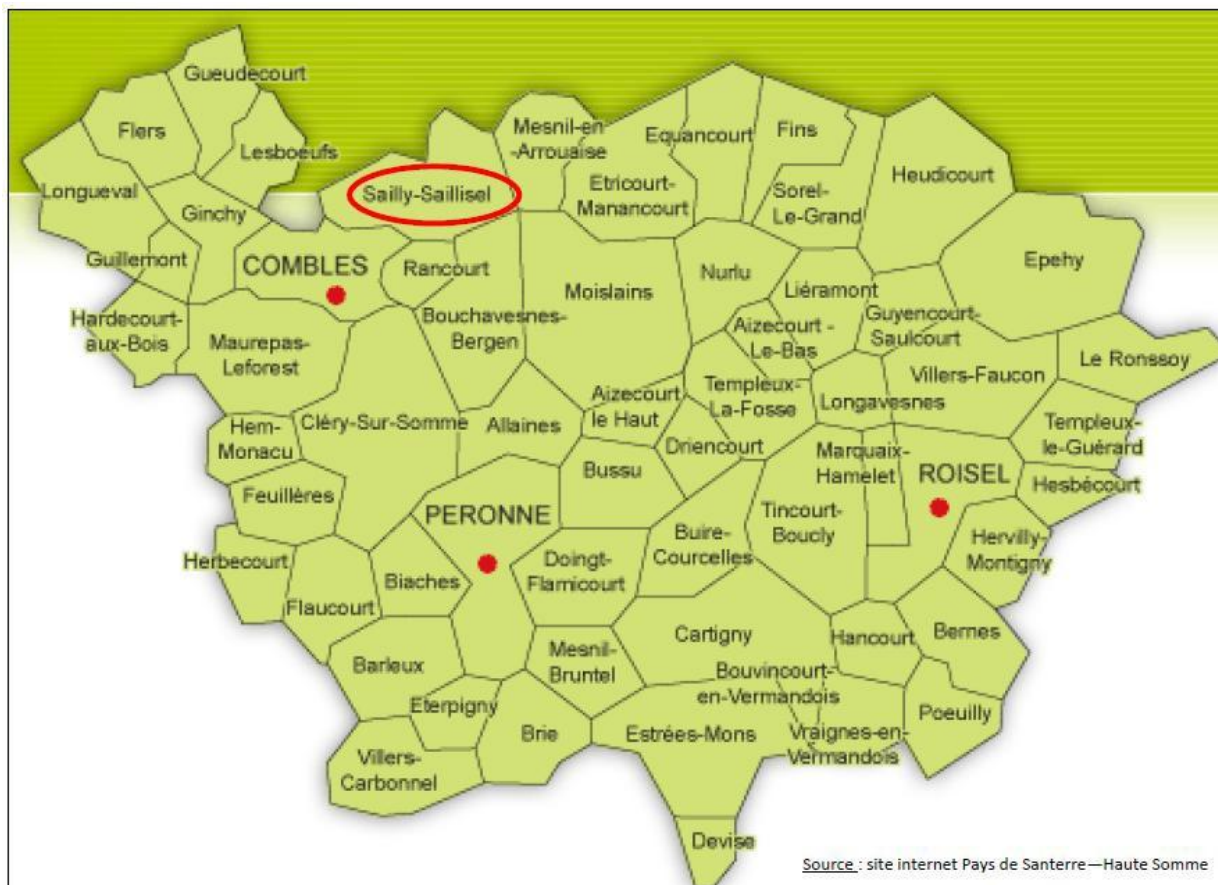 Gueudecourt
Flers
Lesboeufs
Longueval
Ginchy
Guillemont
Hardecourt-
aux-Bois
COMBLES
Sailly-Saillisel
Mesnil-en
-Arrouaise
Equancourt
Etricourt-
Manancourt
Fins
Sorel-
Le-Grand
Heudicourt
Epehy
Rancourt
Bouchavesnes-
Bergen
Moislains
Nurlu
Liéramont
Guyencourt-
Saulcourt
Aizecourt -
Le-Bas
Villers-Faucon
Le Ronssoy
Maurepas-
Leforest
Hem-
Monacu
Cléry-Sur-Somme
Allaines
Aizecourt
le Haut
Templeux-
La-Fosse
Longavesnes
Templeux-
le-Guérard
Driencourt
Bussu
Marquaix-
Hamelet
ROISEL
Hesbécourt
Feuillères
PERONNE
Tincourt-
Boucly
Buire-
Courcelles
Hervilly-
Montigny
Herbecourt
Flaucourt
Biaches
Doingt-
Flamicourt
Cartigny
Hancourt
Bernes
Barleux
Mesnil-
Bruntel
Bouvincourt-
en-Vermandois
Poeuilly
Eterpigny
Brie
Estrées-Mons
Vraignes-en-
Vermandois
Villers-
Carbonnel
Devise
Source : site internet Pays de Santerre—Haute Somme